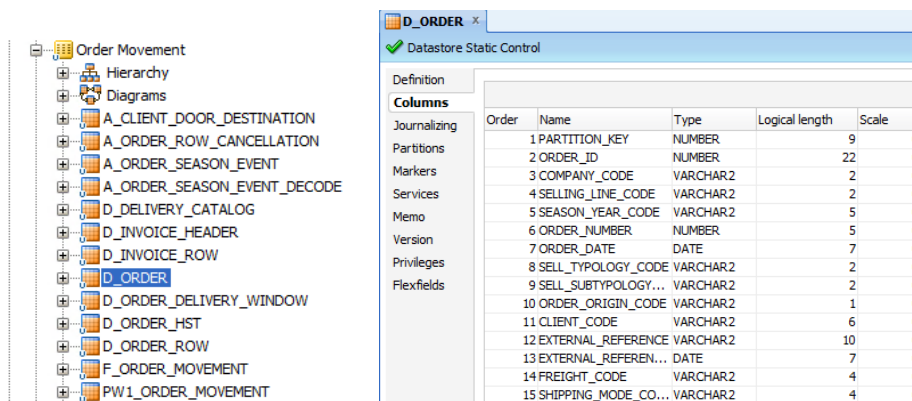 Order Movement
Hierarchy
Diagrams
A_CLIENT_DOOR_DESTINATION
A_ORDER_ROW_CANCELLATION
A_ORDER_SEASON_EVENT
A_ORDER_SEASON_EVENT_DECODE
D_DELIVERY_CATALOG
D_INVOICE_HEADER
D_INVOICE_ROW
D_ORDER
D_ORDER_DELIVERY_WINDOW
D_ORDER_HST
D_ORDER_ROW
F_ORDER_MOVEMENT
PW1_ORDER_MOVEMENT
D_ORDER x
Datastore Static Control
Definition
Columns
Journalizing
Partitions
Markers
Services
Memo
Version
Privileges
Flexfields
Order Name Type Logical length Scale
1 PARTITION_KEY NUMBER 9
2 ORDER_ID NUMBER 22
3 COMPANY_CODE VARCHAR2 2
4 SELLING_LINE_CODE VARCHAR2 2
5 SEASON_YEAR_CODE VARCHAR2 5
6 ORDER_NUMBER NUMBER 5
7 ORDER_DATE DATE 7
8 SELL_TYPOLOGY_CODE VARCHAR2 2
9 SELL_SUBTYPOLOGY... VARCHAR2 2
10 ORDER_ORIGIN_CODE VARCHAR2 1
11 CLIENT_CODE VARCHAR2 6
12 EXTERNAL_REFERENCE VARCHAR2 10
13 EXTERNAL_REFEREN... DATE 7
14 FREIGHT_CODE VARCHAR2 4
15 SHIPPING_MODE_CO... VARCHAR2 4